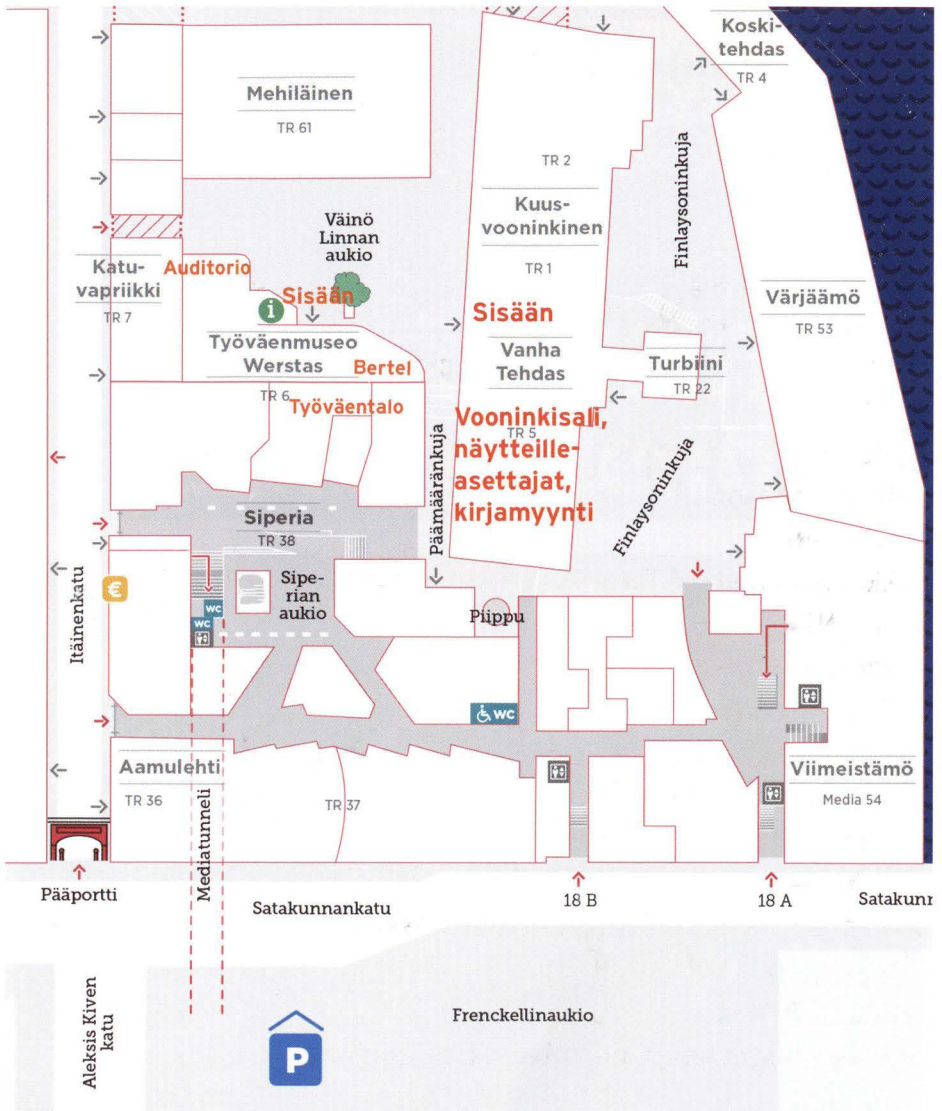 Koski-
tehdas
TR 4
Mehiläinen
TR 61
TR 2
Kuus-
vooninkinen
TR 1
Finlaysoninkuja
Väinö
Linnan
aukio
Katu-
vapriikki
TR 7
Auditorio
Sisään
i
Työväenmuseo
Werstas
TR 6
Bertel
Työväentalo
Sisään
Vanha
Tehdas
TR 5
Vooninkisali,
näytteille-
asettajat,
kirjamyynti
Turbiini
TR 22
Värjäämö
TR 53
Päämääränkuja
Finlaysoninkuja
Siperia
TR 38
Sipe-
rian
aukio
Itäinenkatu
€
WC
WC
Piippu
WC
Aamulehti
TR 36
Mediatunneli
TR 37
Viimeistämö
Media 54
Pääportti
Satakunnankatu
18 B
18 A
Satakunn
Aleksis Kiven
katu
P
Frenckellinaukio